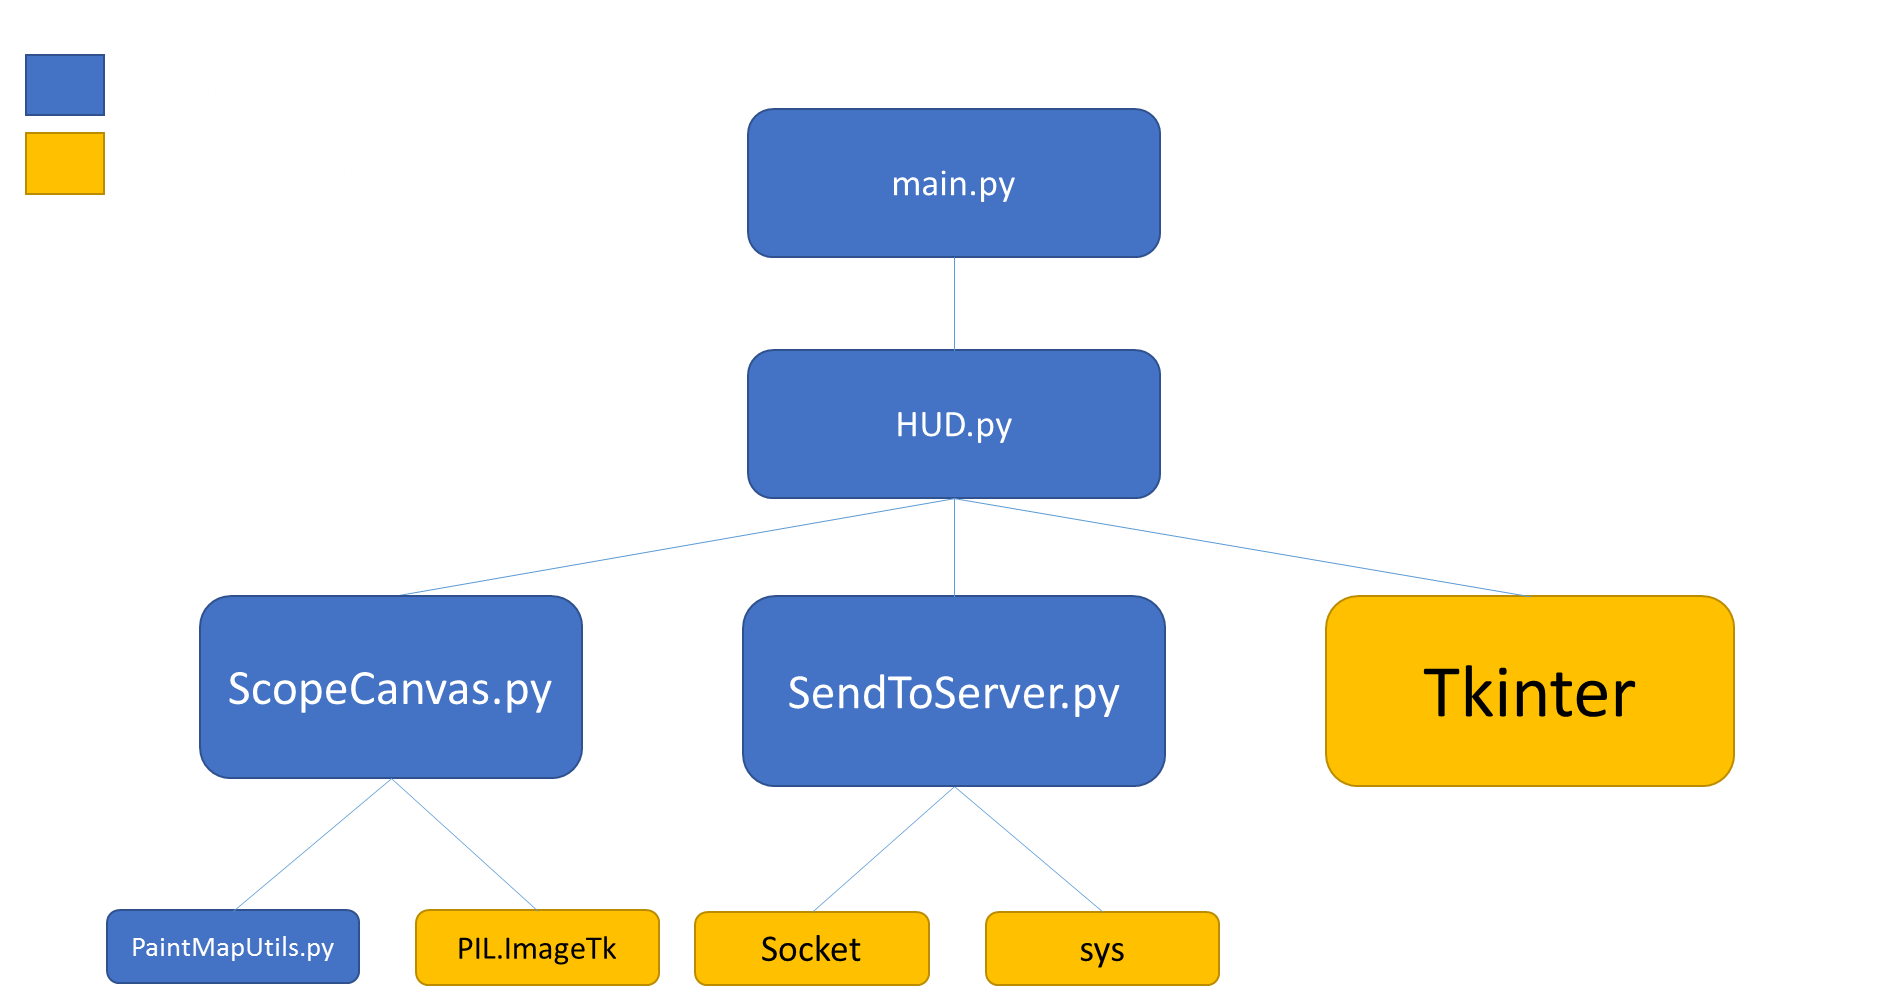 main.py
HUD.py
ScopeCanvas.py
SendToServer.py
Tkinter
PaintMapUtils.py
PIL.ImageTk
Socket
sys